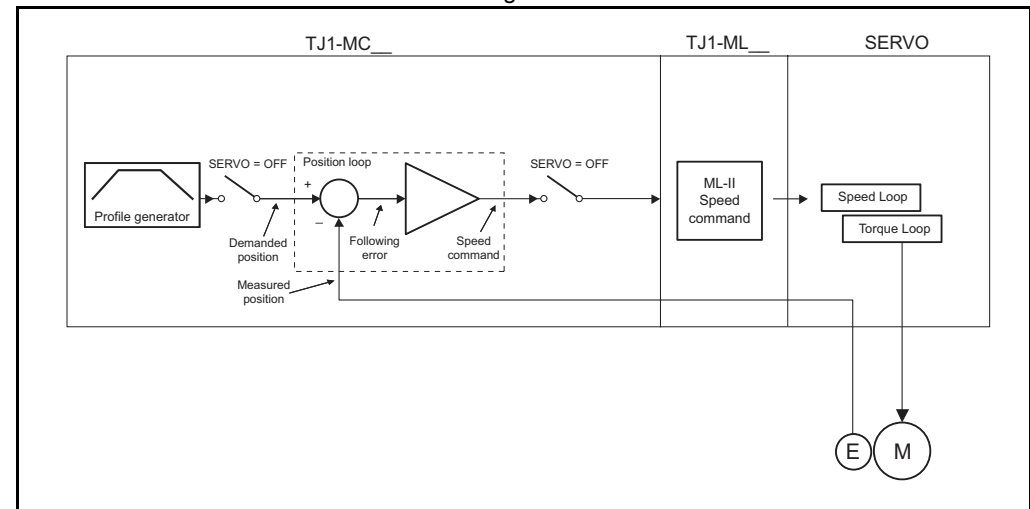 TJ1-MC__
TJ1-ML__
SERVO
SERVO = OFF
Position loop
SERVO = OFF
+
Profile generator
–
Demanded
position
Following
error
Speed
command
Measured
position
ML-II
Speed
command
Speed Loop
Torque Loop
E
M